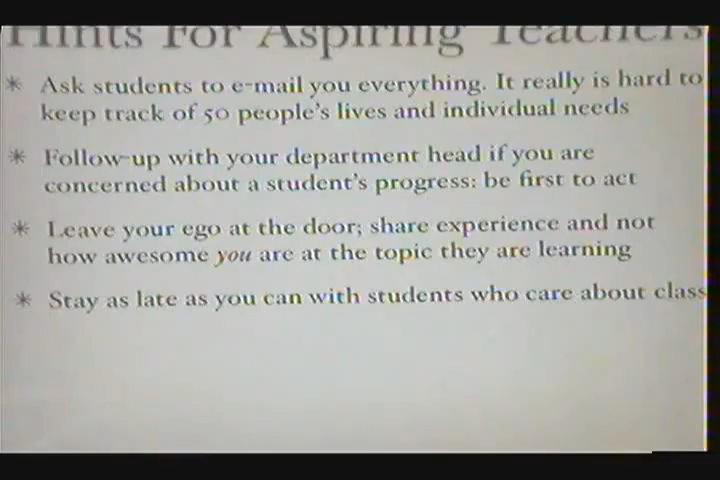 Hints For Aspiring Teachers
* Ask students to e-mail you everything. It really is hard to
keep track of 50 people's lives and individual needs
* Follow-up with your department head if you are
concerned about a student's progress: be first to act
* Leave your ego at the door; share experience and not
how awesome you are at the topic they are learning
* Stay as late as you can with students who care about class